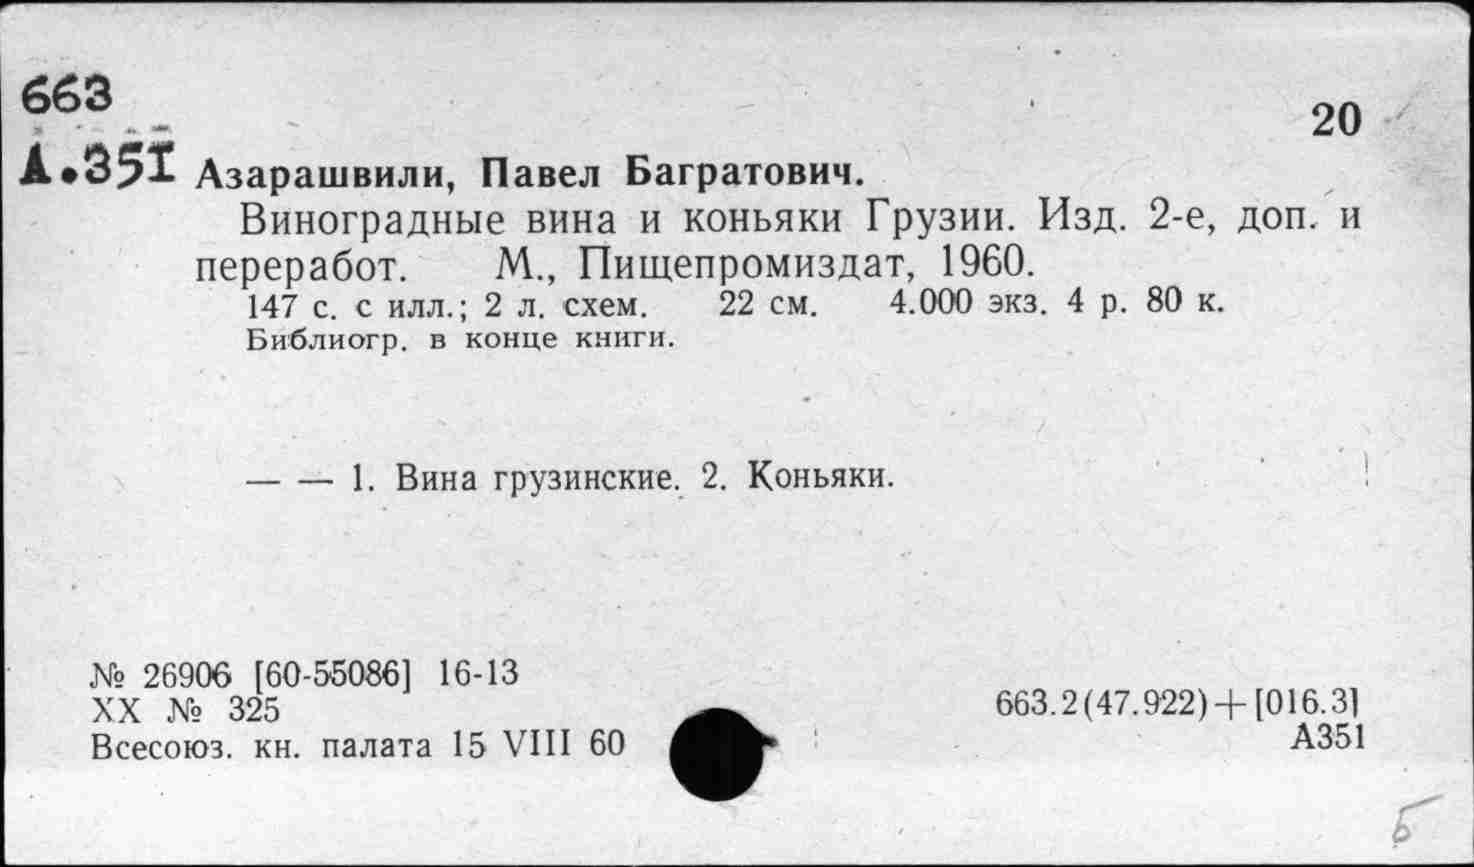 663
20
А.351 Азарашвили, Павел Багратович.
Виноградные вина и коньяки Грузии. Изд. 2-е, доп. и
переработ. М., Пищепромиздат, 1960.
147 с. с илл.; 2 л. схем. 22 см. 4.000 экз. 4 р. 80 к.
Библиогр. в конце книги.
— — 1. Вина грузинские. 2. Коньяки.
№ 26906 [60-55086] 16-13
XX № 325
Всесоюз. кн. палата 15 VIII 60
663.2(47.922)+[016.3]
А351
Б